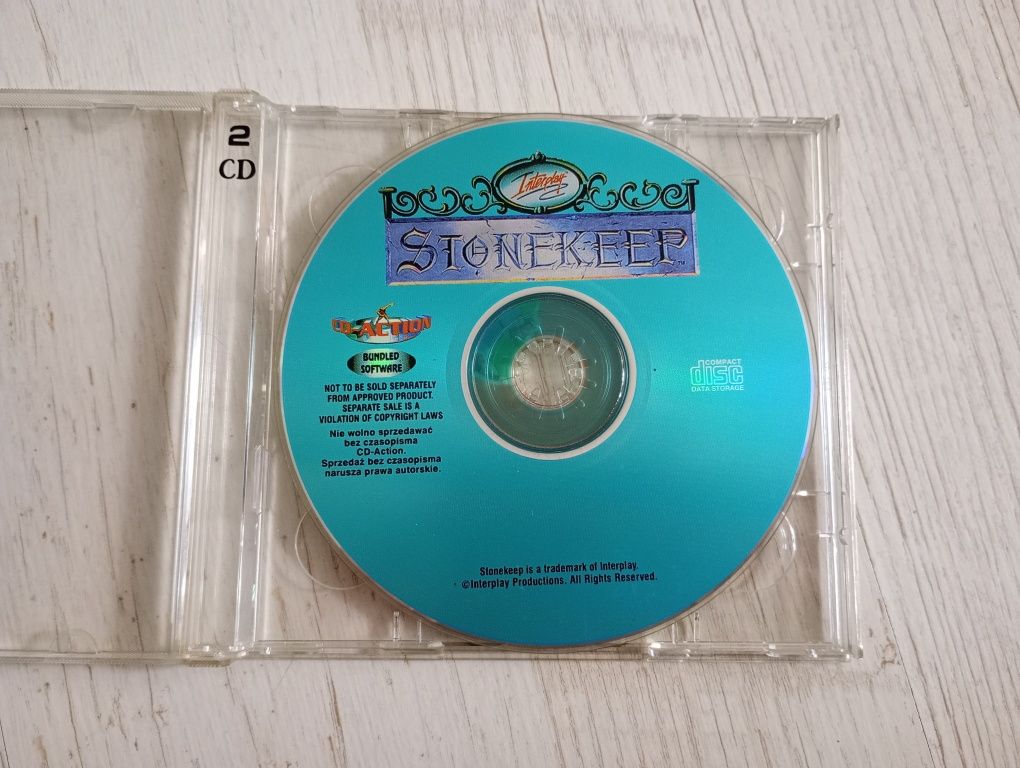 2
CD
Interplay
STONEKEEP™
CD-ACTION
BUNDLED
SOFTWARE
NOT TO BE SOLD SEPARATELY
FROM APPROVED PRODUCT.
SEPARATE SALE IS A
VIOLATION OF COPYRIGHT LAWS
Nie wolno sprzedawać
bez czasopisma
CD-Action.
Sprzedaż bez czasopisma
narusza prawa autorskie.
COMPACT
disc
DATA STORAGE
Stonekeep is a trademark of Interplay.
©Interplay Productions. All Rights Reserved.